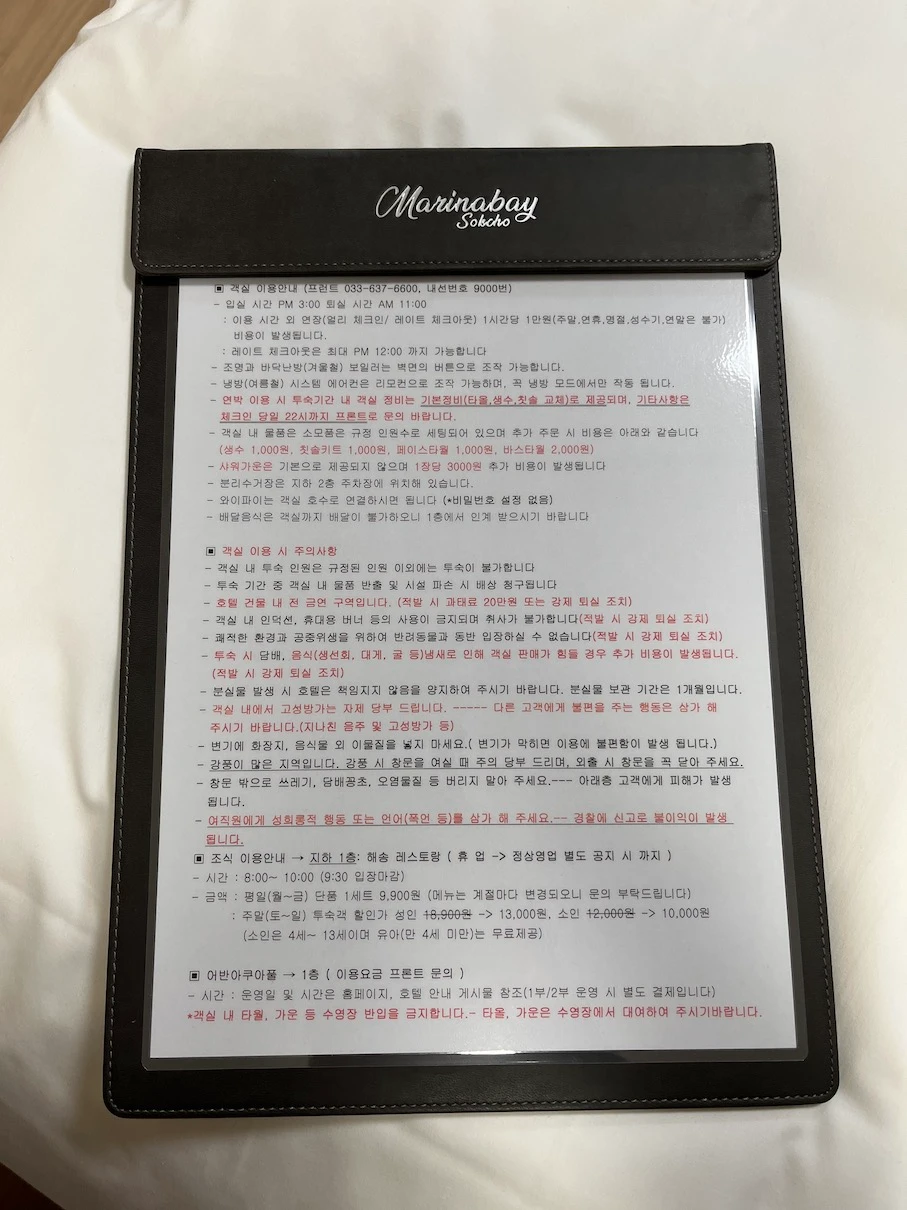 Marinabay
Sokcho
▣ 객실 이용안내 (프런트 033-637-6600, 내선번호 9000번)
- 입실 시간 PM 3:00 퇴실 시간 AM 11:00
: 이용 시간 외 연장(얼리 체크인/ 레이트 체크아웃) 1시간당 1만원(주말,연휴,명절,성수기,연말은 불가)
비용이 발생됩니다.
: 레이트 체크아웃은 최대 PM 12:00 까지 가능합니다
- 조명과 바닥난방(겨울철) 보일러는 벽면의 버튼으로 조작 가능합니다.
- 냉방(여름철) 시스템 에어컨은 리모컨으로 조작 가능하며, 꼭 냉방 모드에서만 작동 됩니다.
- 연박 이용 시 투숙기간 내 객실 정비는 기본정비(타올,생수,칫솔 교체)로 제공되며, 기타사항은
체크인 당일 22시까지 프론트로 문의 바랍니다.
- 객실 내 물품은 소모품은 규정 인원수로 세팅되어 있으며 추가 주문 시 비용은 아래와 같습니다
(생수 1,000원, 칫솔키트 1,000원, 페이스타월 1,000원, 바스타월 2,000원)
- 샤워가운은 기본으로 제공되지 않으며 1장당 3000원 추가 비용이 발생됩니다
- 분리수거장은 지하 2층 주차장에 위치해 있습니다.
- 와이파이는 객실 호수로 연결하시면 됩니다 (*비밀번호 설정 없음)
- 배달음식은 객실까지 배달이 불가하오니 1층에서 인계 받으시기 바랍니다
▣ 객실 이용 시 주의사항
- 객실 내 투숙 인원은 규정된 인원 이외에는 투숙이 불가합니다
- 투숙 기간 중 객실 내 물품 반출 및 시설 파손 시 배상 청구됩니다
- 호텔 건물 내 전 금연 구역입니다. (적발 시 과태료 20만원 또는 강제 퇴실 조치)
- 객실 내 인덕션, 휴대용 버너 등의 사용이 금지되며 취사가 불가합니다(적발 시 강제 퇴실 조치)
- 쾌적한 환경과 공중위생을 위하여 반려동물과 동반 입장하실 수 없습니다(적발 시 강제 퇴실 조치)
- 투숙 시 담배, 음식(생선회, 대게, 굴 등)냄새로 인해 객실 판매가 힘들 경우 추가 비용이 발생됩니다.
(적발 시 강제 퇴실 조치)
- 분실물 발생 시 호텔은 책임지지 않음을 양지하여 주시기 바랍니다. 분실물 보관 기간은 1개월입니다.
- 객실 내에서 고성방가는 자제 당부 드립니다. ----- 다른 고객에게 불편을 주는 행동은 삼가 해
주시기 바랍니다.(지나친 음주 및 고성방가 등)
- 변기에 화장지, 음식물 외 이물질을 넣지 마세요.( 변기가 막히면 이용에 불편함이 발생 됩니다.)
- 강풍이 많은 지역입니다. 강풍 시 창문을 여실 때 주의 당부 드리며, 외출 시 창문을 꼭 닫아 주세요.
- 창문 밖으로 쓰레기, 담배꽁초, 오염물질 등 버리지 말아 주세요.--- 아래층 고객에게 피해가 발생
됩니다.
- 여직원에게 성희롱적 행동 또는 언어(폭언 등)를 삼가 해 주세요.-- 경찰에 신고로 불이익이 발생
됩니다.
▣ 조식 이용안내 → 지하 1층: 해송 레스토랑 ( 휴 업 -> 정상영업 별도 공지 시 까지 )
- 시간 : 8:00~ 10:00 (9:30 입장마감)
- 금액 : 평일(월~금) 단품 1세트 9,900원 (메뉴는 계절마다 변경되오니 문의 부탁드립니다)
: 주말(토~일) 투숙객 할인가 성인 18,900원 -> 13,000원, 소인 12,000원 -> 10,000원
(소인은 4세~ 13세이며 유아(만 4세 미만)는 무료제공)
▣ 어반아쿠아풀 → 1층 ( 이용요금 프론트 문의 )
- 시간 : 운영일 및 시간은 홈페이지, 호텔 안내 게시물 참조(1부/2부 운영 시 별도 결제입니다)
*객실 내 타월, 가운 등 수영장 반입을 금지합니다.- 타올, 가운은 수영장에서 대여하여 주시기바랍니다.